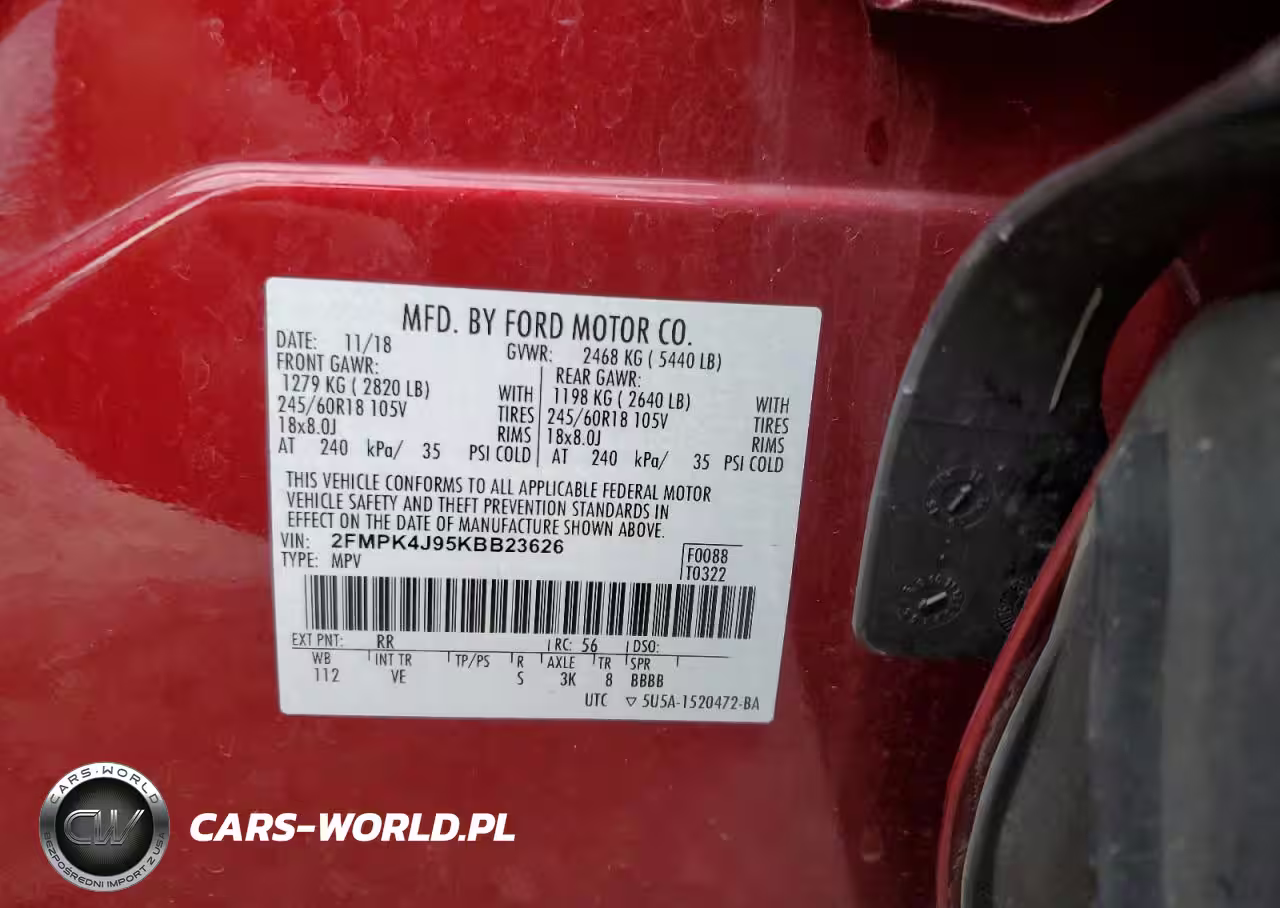 MFD. BY FORD MOTOR CO.
DATE: 11/18 GVWR: 2468 KG ( 5440 LB)
FRONT GAWR: REAR GAWR:
1279 KG ( 2820 LB) WITH 1198 KG ( 2640 LB) WITH
245/60R18 105V TIRES 245/60R18 105V TIRES
18x8.0J RIMS 18x8.0J RIMS
AT 240 kPa/ 35 PSI COLD AT 240 kPa/ 35 PSI COLD
THIS VEHICLE CONFORMS TO ALL APPLICABLE FEDERAL MOTOR
VEHICLE SAFETY AND THEFT PREVENTION STANDARDS IN
EFFECT ON THE DATE OF MANUFACTURE SHOWN ABOVE.
VIN: 2FMPK4J95KBB23626 F0088
TYPE: MPV T0322
EXT PNT: RR RC: 56 DSO:
WB INT TR TP/PS R AXLE TR SPR
112 VE S 3K 8 BBBB
UTC ▽ 5U5A-1520472-BA
CARS-WORLD
CW
BEZPOŚREDNI IMPORT Z USA
CARS-WORLD.PL